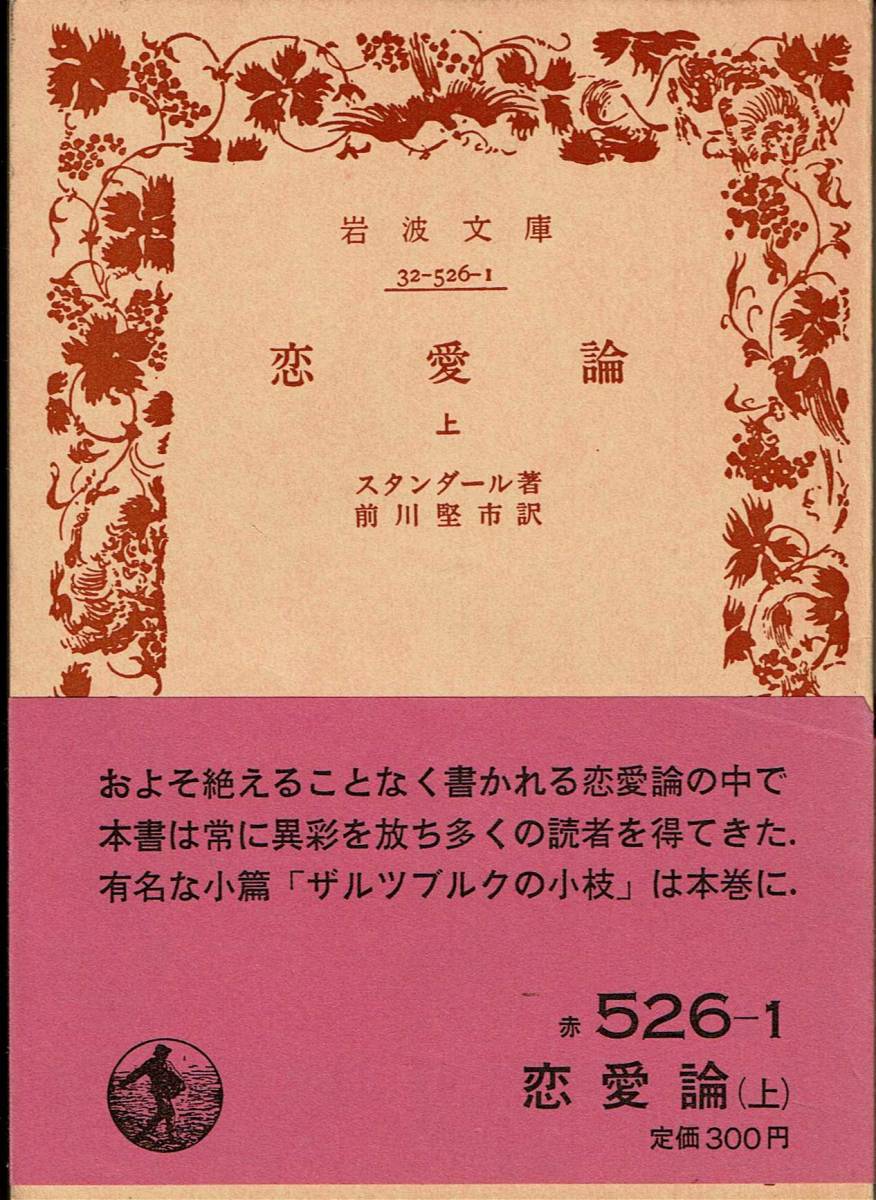 岩波文庫
32-526-1
恋愛論
上
スタンダール著
前川堅市訳
およそ絶えることなく書かれる恋愛論の中で
本書は常に異彩を放ち多くの読者を得てきた.
有名な小篇「ザルツブルクの小枝」は本巻に.
赤 526-1
恋愛論(上)
定価300円